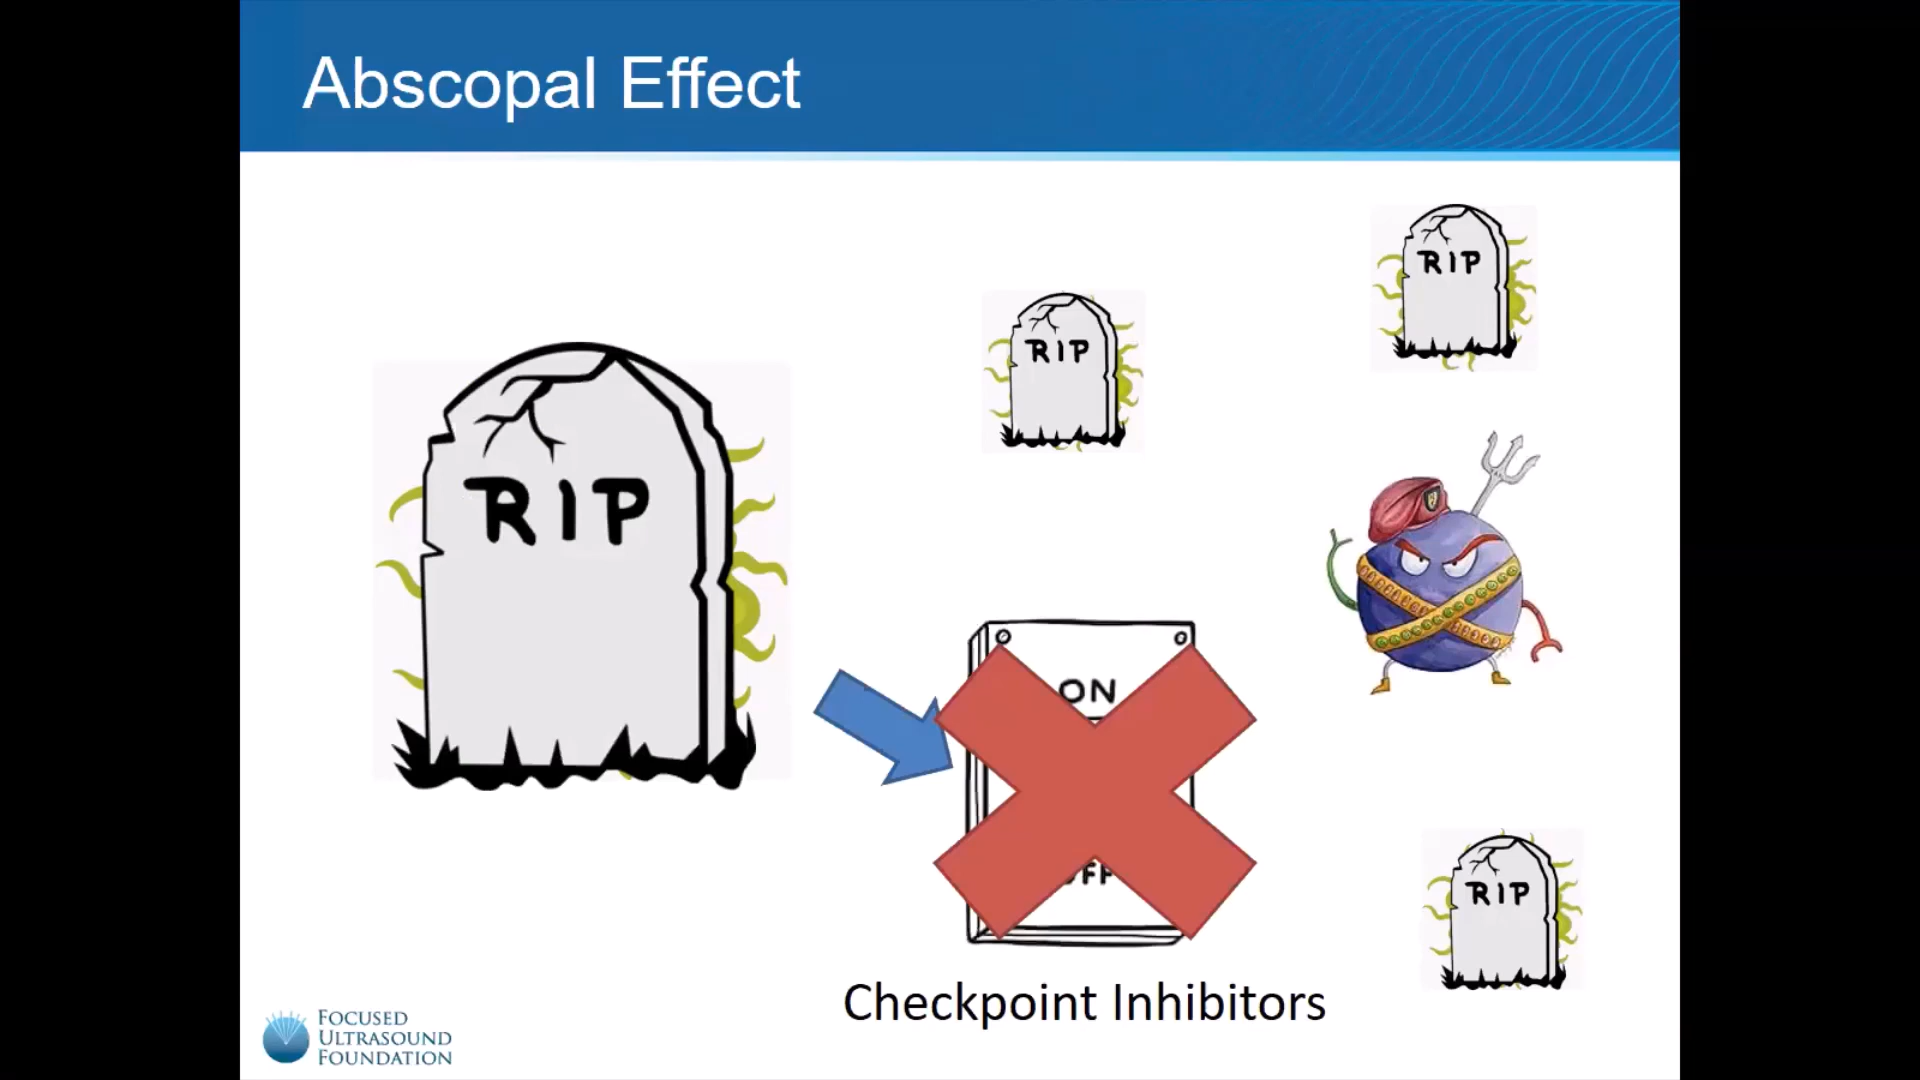 Abscopal Effect
RIP
RIP
RIP
ON
Checkpoint Inhibitors
RIP
FOCUSED
ULTRASOUND
FOUNDATION